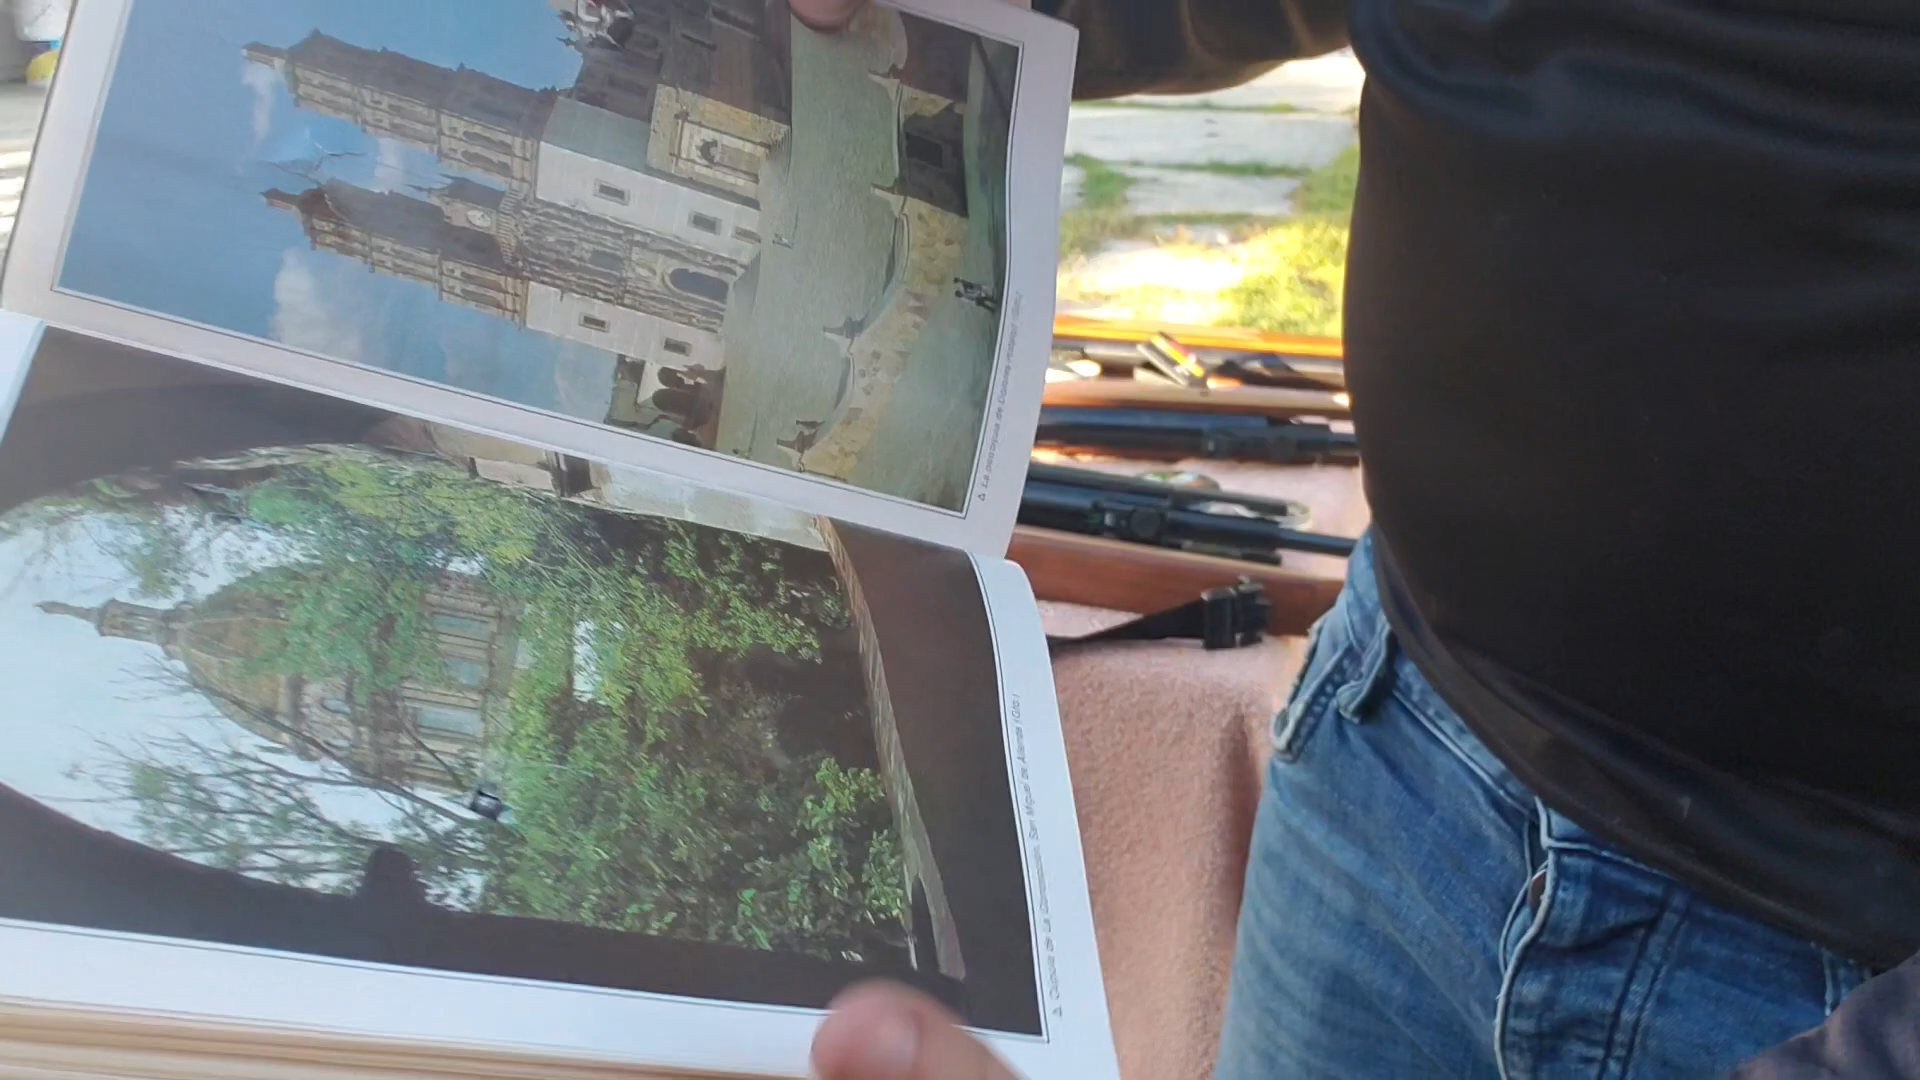 △ La parroquia de Dolores Hidalgo (Gto.)
△ Cúpula de La Concepción. San Miguel de Allende (Gto.)